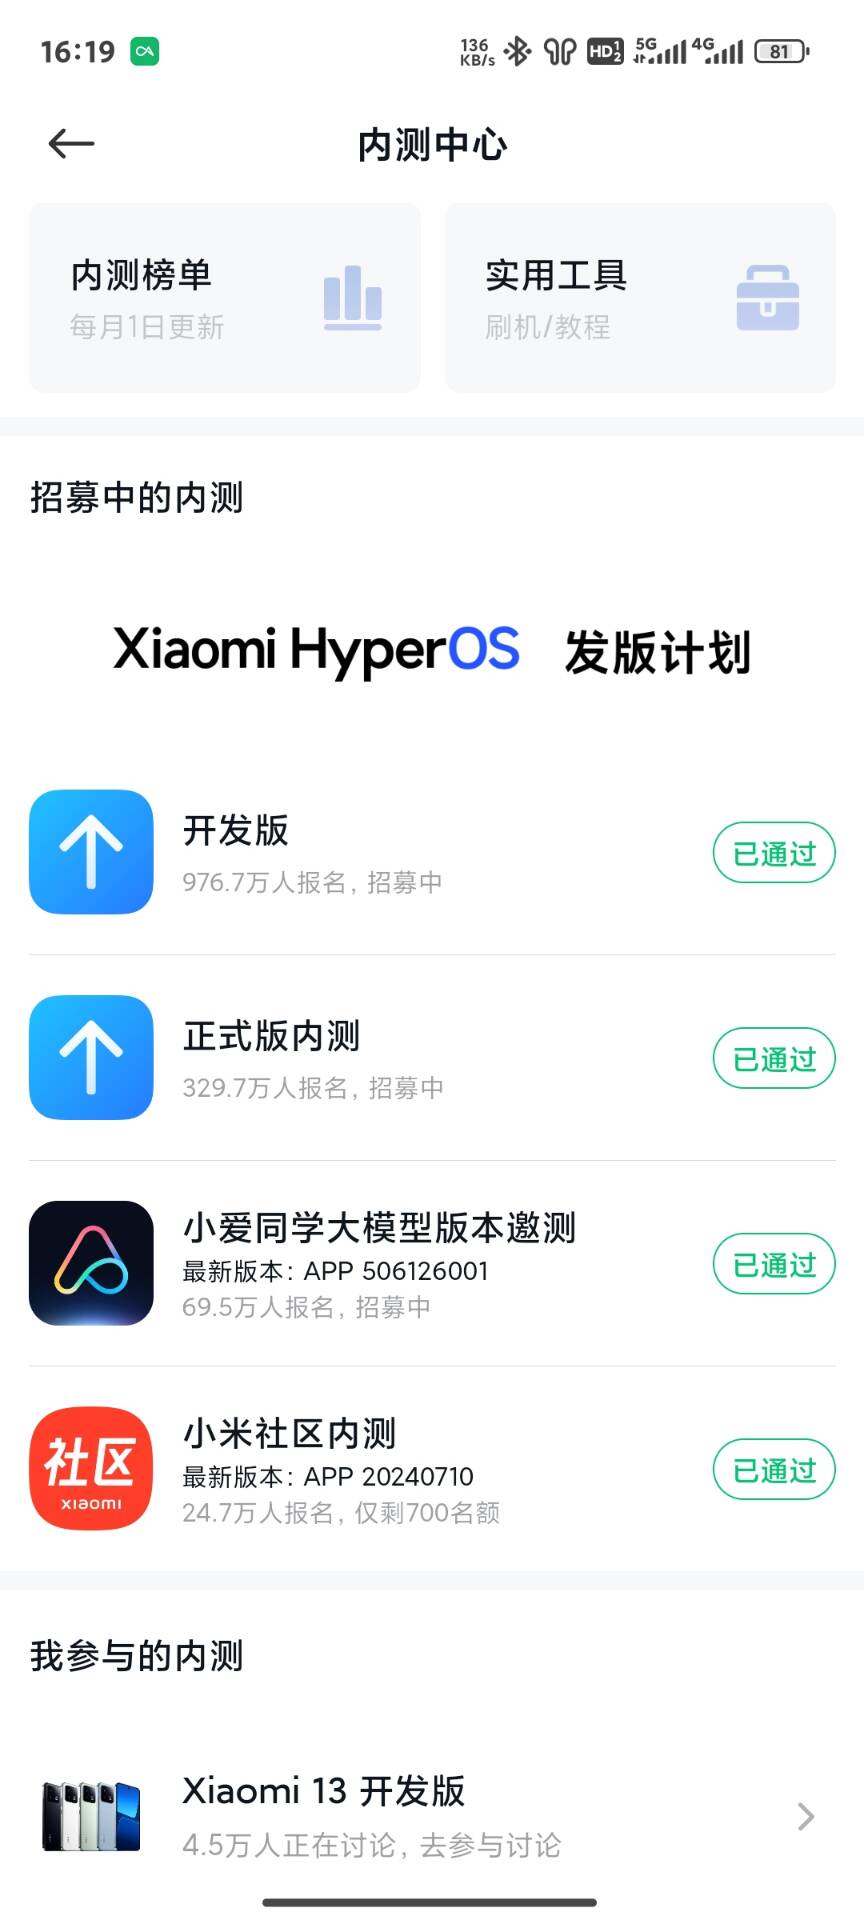 16:19
136
KB/s
HD 1 2
5G
4G
81
内测中心
内测榜单
每月1日更新
实用工具
刷机/教程
招募中的内测
Xiaomi HyperOS 发版计划
开发版
976.7万人报名, 招募中
已通过
正式版内测
329.7万人报名, 招募中
已通过
小爱同学大模型版本邀测
最新版本: APP 506126001
69.5万人报名, 招募中
已通过
社区
xiaomi
小米社区内测
最新版本: APP 20240710
24.7万人报名, 仅剩700名额
已通过
我参与的内测
Xiaomi 13 开发版
4.5万人正在讨论, 去参与讨论